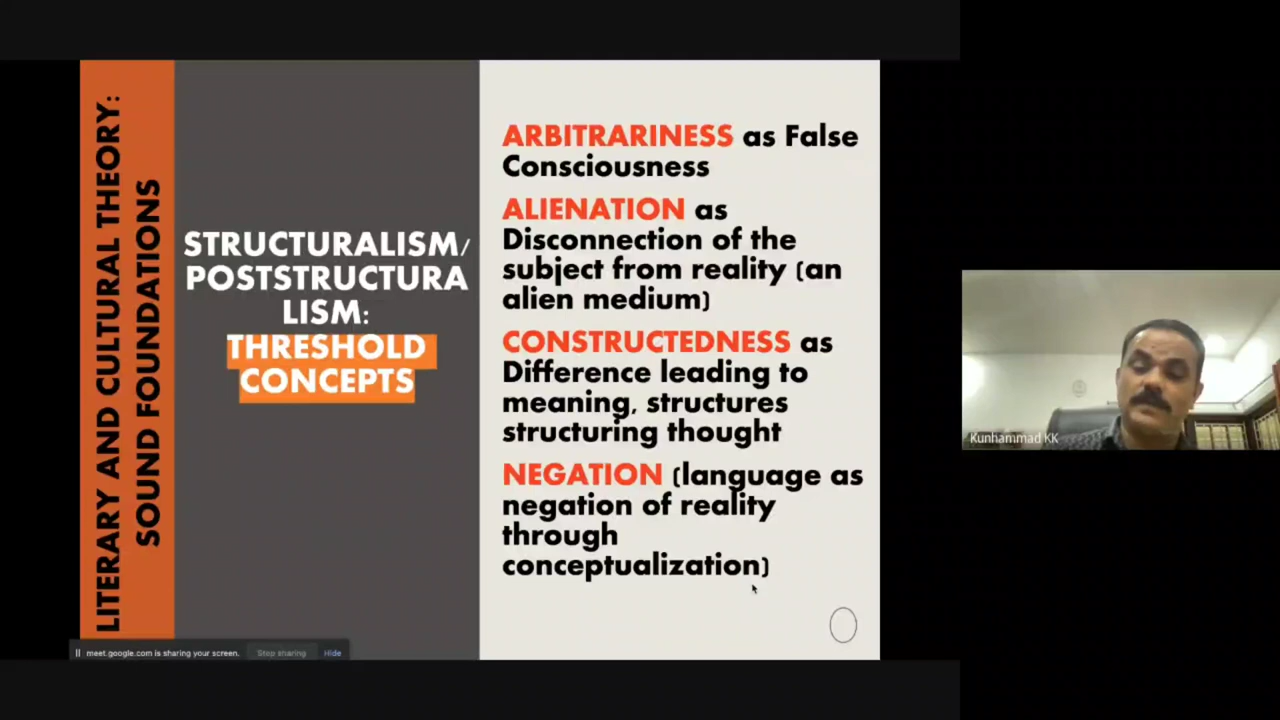 LITERARY AND CULTURAL THEORY:
SOUND FOUNDATIONS
STRUCTURALISM/
POSTSTRUCTURA
LISM:
THRESHOLD
CONCEPTS
ARBITRARINESS as False
Consciousness
ALIENATION as
Disconnection of the
subject from reality (an
alien medium)
CONSTRUCTEDNESS as
Difference leading to
meaning, structures
structuring thought
NEGATION (language as
negation of reality
through
conceptualization)
meet.google.com is sharing your screen.
Stop sharing
Hide
Kunhammad KK